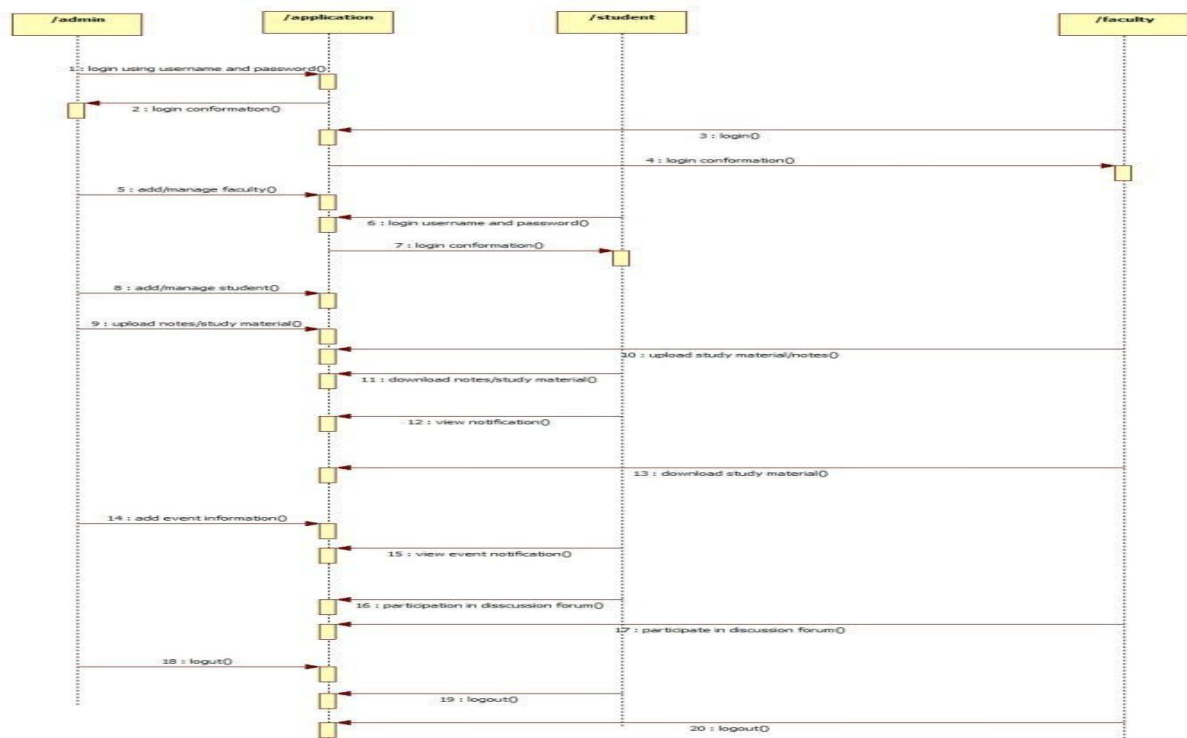 /admin
/application
/student
/faculty
1 : login using username and password()
2 : login conformation()
3 : login()
4 : login conformation()
5 : add/manage faculty()
6 : login username and password()
7 : login conformation()
8 : add/manage student()
9 : upload notes/study material()
10 : upload study material/notes()
11 : download notes/study material()
12 : view notification()
13 : download study material()
14 : add event information()
15 : view event notification()
16 : participation in disscussion forum()
17 : participate in discussion forum()
18 : logut()
19 : logout()
20 : logout()